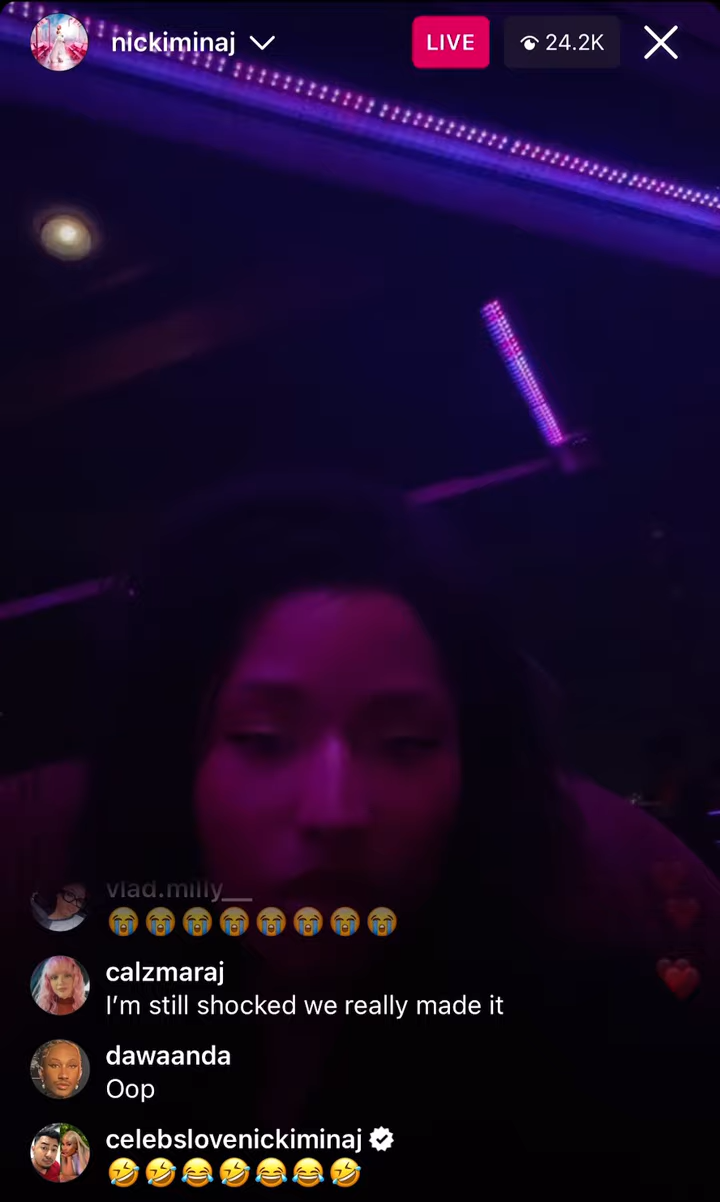 nickiminaj
LIVE
24.2K
vlad.milly__
😭😭😭😭😭😭😭😭
calzmaraj
I’m still shocked we really made it
dawaanda
Oop
celebslovenickiminaj
🤣🤣😂🤣😂😂🤣